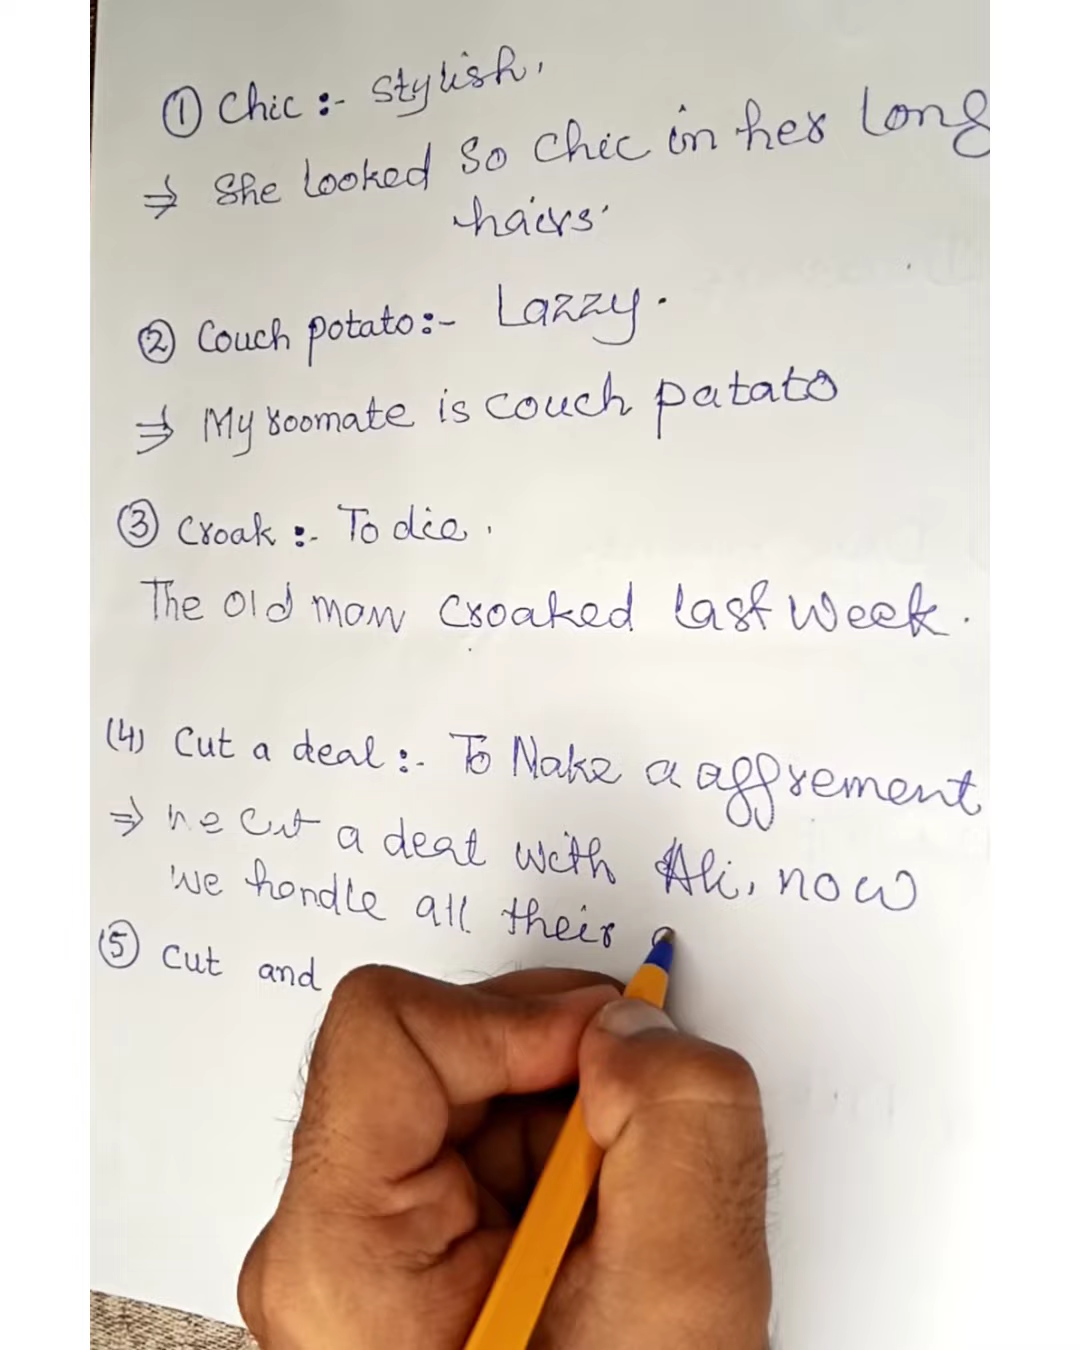 ① Chic :- Stylish.
⇒ She looked So Chic in her long
hairs.
② Couch potato :- Lazzy.
⇒ My roomate is couch patato
③ Croak :- To die.
The old man croaked last week.
(4) Cut a deal :- To Make a aggrement
⇒ we cut a deal with Ali, now
we handle all their
⑤ Cut and